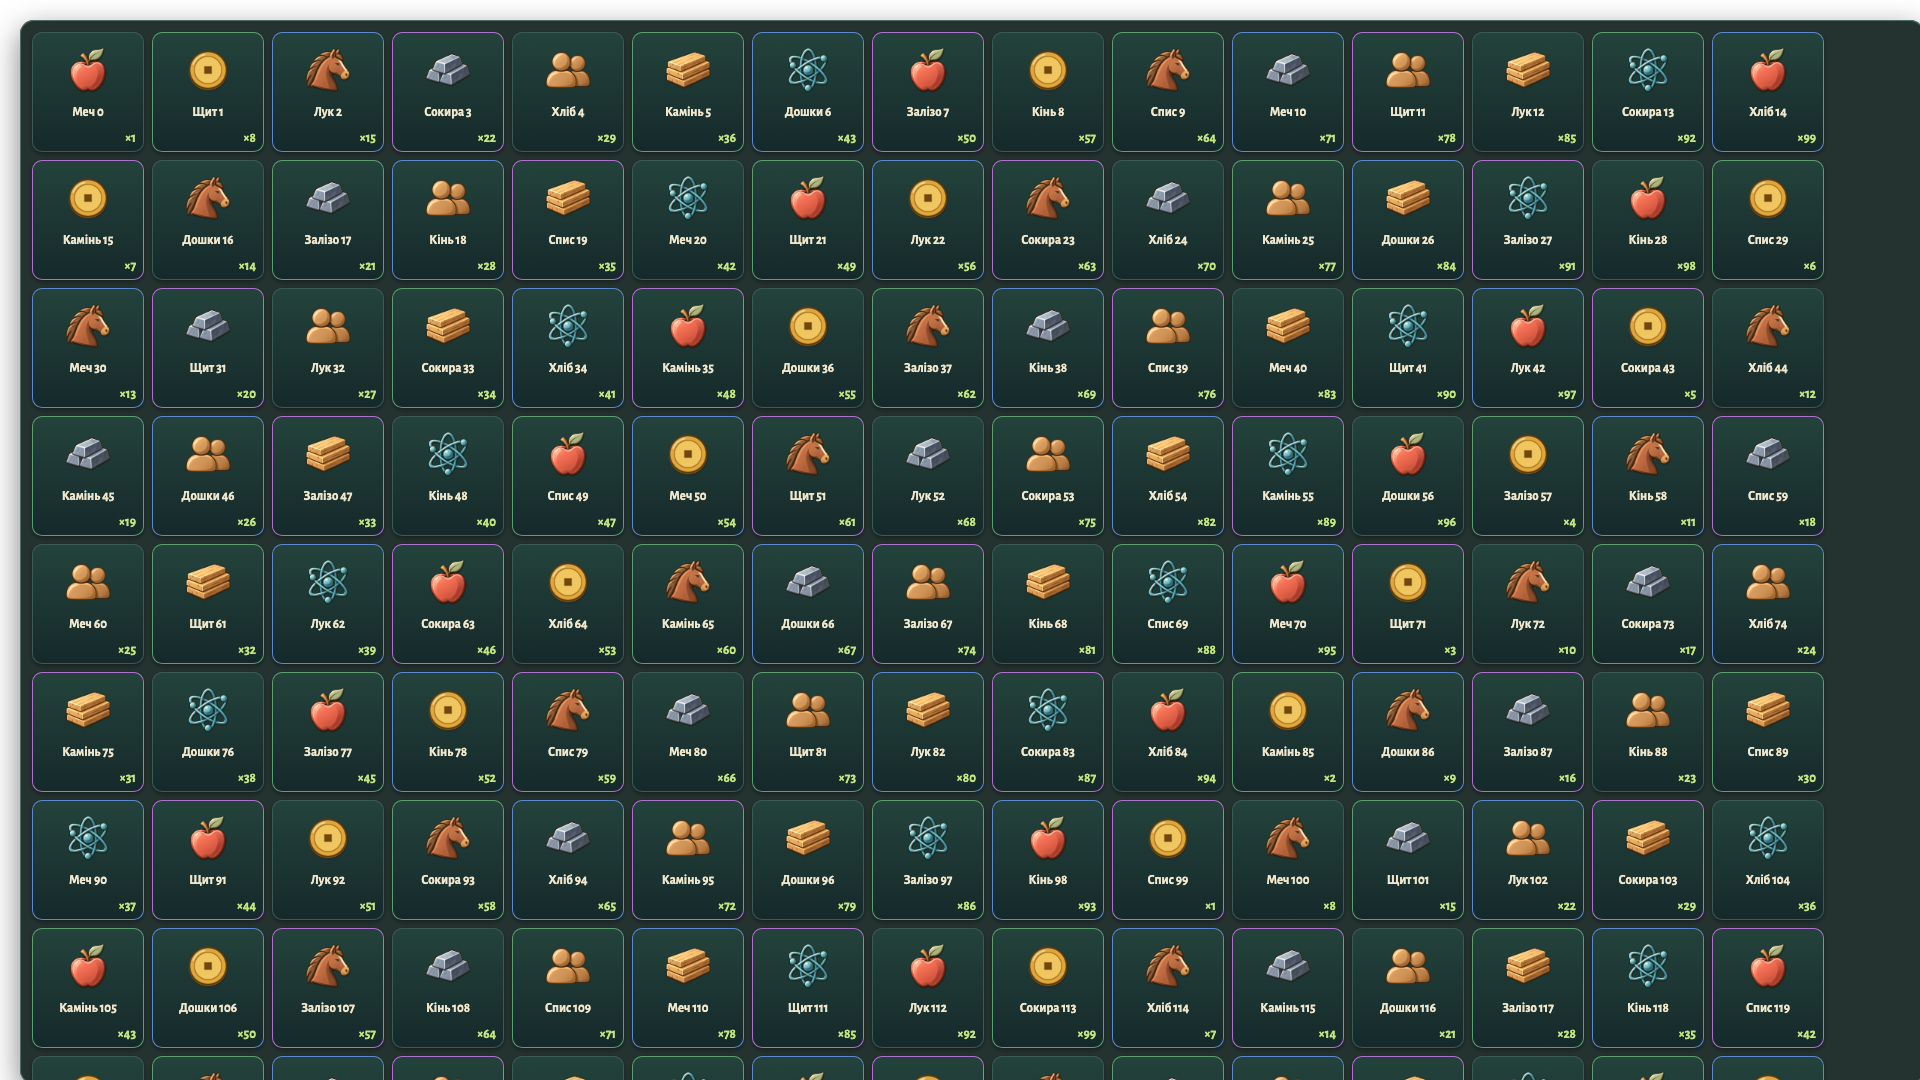 Меч 0 Щит 1 Лук 2 Сокира 3 Хліб 4 Камінь 5 Дошки 6 Залізо 7 Кінь 8 Спис 9 Меч 10 Щит 11 Лук 12 Сокира 13 Хліб 14
×1 ×8 ×15 ×22 ×29 ×36 ×43 ×50 ×57 ×64 ×71 ×78 ×85 ×92 ×99
Камінь 15 Дошки 16 Залізо 17 Кінь 18 Спис 19 Меч 20 Щит 21 Лук 22 Сокира 23 Хліб 24 Камінь 25 Дошки 26 Залізо 27 Кінь 28 Спис 29
×7 ×14 ×21 ×28 ×35 ×42 ×49 ×56 ×63 ×70 ×77 ×84 ×91 ×98 ×6
Меч 30 Щит 31 Лук 32 Сокира 33 Хліб 34 Камінь 35 Дошки 36 Залізо 37 Кінь 38 Спис 39 Меч 40 Щит 41 Лук 42 Сокира 43 Хліб 44
×13 ×20 ×27 ×34 ×41 ×48 ×55 ×62 ×69 ×76 ×83 ×90 ×97 ×5 ×12
Камінь 45 Дошки 46 Залізо 47 Кінь 48 Спис 49 Меч 50 Щит 51 Лук 52 Сокира 53 Хліб 54 Камінь 55 Дошки 56 Залізо 57 Кінь 58 Спис 59
×19 ×26 ×33 ×40 ×47 ×54 ×61 ×68 ×75 ×82 ×89 ×96 ×4 ×11 ×18
Меч 60 Щит 61 Лук 62 Сокира 63 Хліб 64 Камінь 65 Дошки 66 Залізо 67 Кінь 68 Спис 69 Меч 70 Щит 71 Лук 72 Сокира 73 Хліб 74
×25 ×32 ×39 ×46 ×53 ×60 ×67 ×74 ×81 ×88 ×95 ×3 ×10 ×17 ×24
Камінь 75 Дошки 76 Залізо 77 Кінь 78 Спис 79 Меч 80 Щит 81 Лук 82 Сокира 83 Хліб 84 Камінь 85 Дошки 86 Залізо 87 Кінь 88 Спис 89
×31 ×38 ×45 ×52 ×59 ×66 ×73 ×80 ×87 ×94 ×2 ×9 ×16 ×23 ×30
Меч 90 Щит 91 Лук 92 Сокира 93 Хліб 94 Камінь 95 Дошки 96 Залізо 97 Кінь 98 Спис 99 Меч 100 Щит 101 Лук 102 Сокира 103 Хліб 104
×37 ×44 ×51 ×58 ×65 ×72 ×79 ×86 ×93 ×1 ×8 ×15 ×22 ×29 ×36
Камінь 105 Дошки 106 Залізо 107 Кінь 108 Спис 109 Меч 110 Щит 111 Лук 112 Сокира 113 Хліб 114 Камінь 115 Дошки 116 Залізо 117 Кінь 118 Спис 119
×43 ×50 ×57 ×64 ×71 ×78 ×85 ×92 ×99 ×7 ×14 ×21 ×28 ×35 ×42